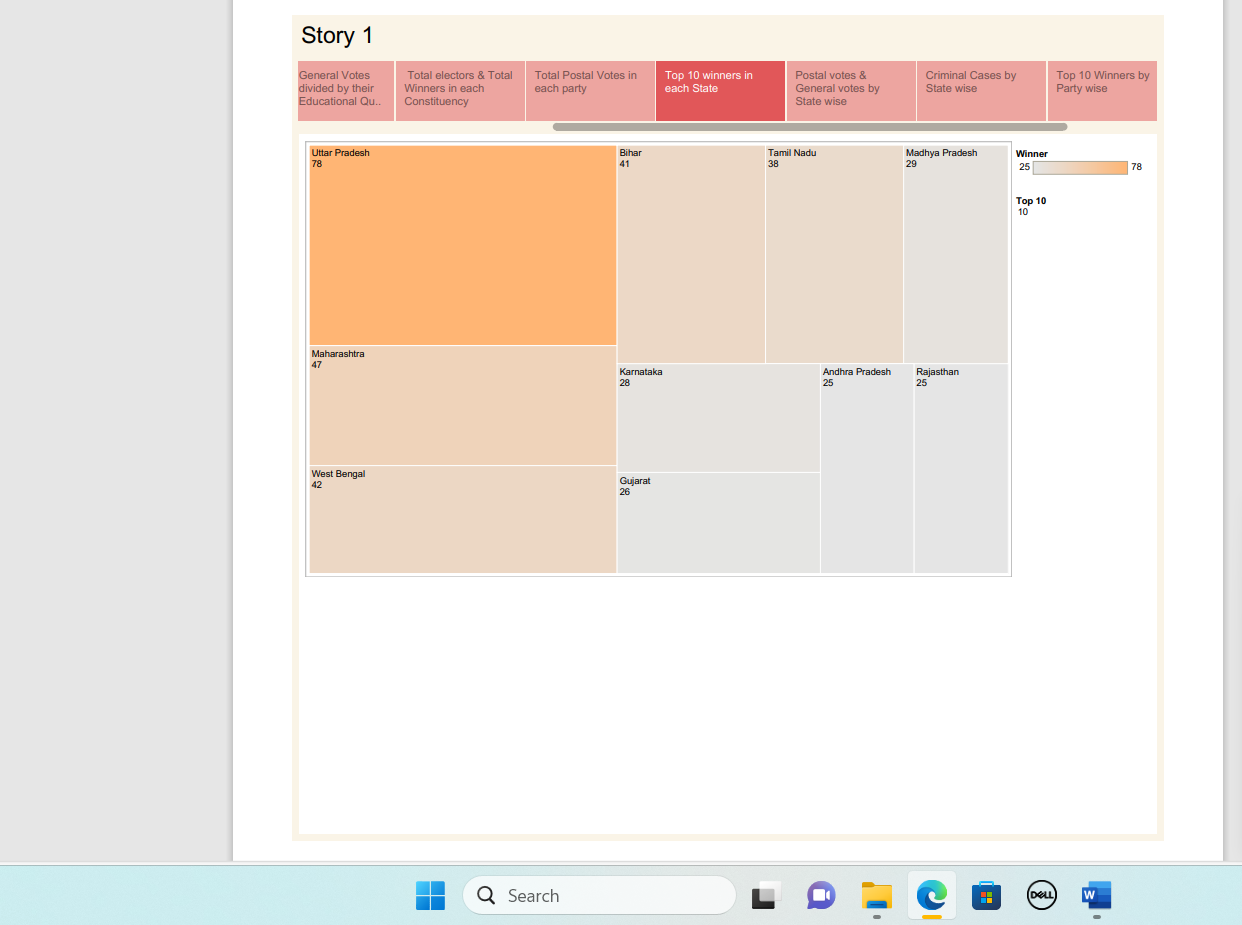 Story 1
General Votes
divided by their
Educational Qu..
Total electors & Total
Winners in each
Constituency
Total Postal Votes in
each party
Top 10 winners in
each State
Postal votes &
General votes by
State wise
Criminal Cases by
State wise
Top 10 Winners by
Party wise
Uttar Pradesh
78
Bihar
41
Tamil Nadu
38
Madhya Pradesh
29
Winner
25 78
Top 10
10
Maharashtra
47
Karnataka
28
Andhra Pradesh
25
Rajasthan
25
West Bengal
42
Gujarat
26
Search
DELL
W